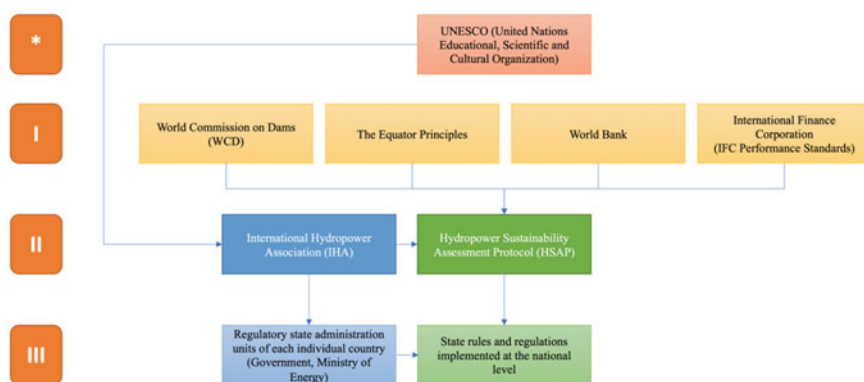 *
UNESCO (United Nations
Educational, Scientific and
Cultural Organization)
I
World Commission on Dams
(WCD)
The Equator Principles
World Bank
International Finance
Corporation
(IFC Performance Standards)
II
International Hydropower
Association (IHA)
Hydropower Sustainability
Assessment Protocol (HSAP)
III
Regulatory state administration
units of each individual country
(Government, Ministry of
Energy)
State rules and regulations
implemented at the national
level